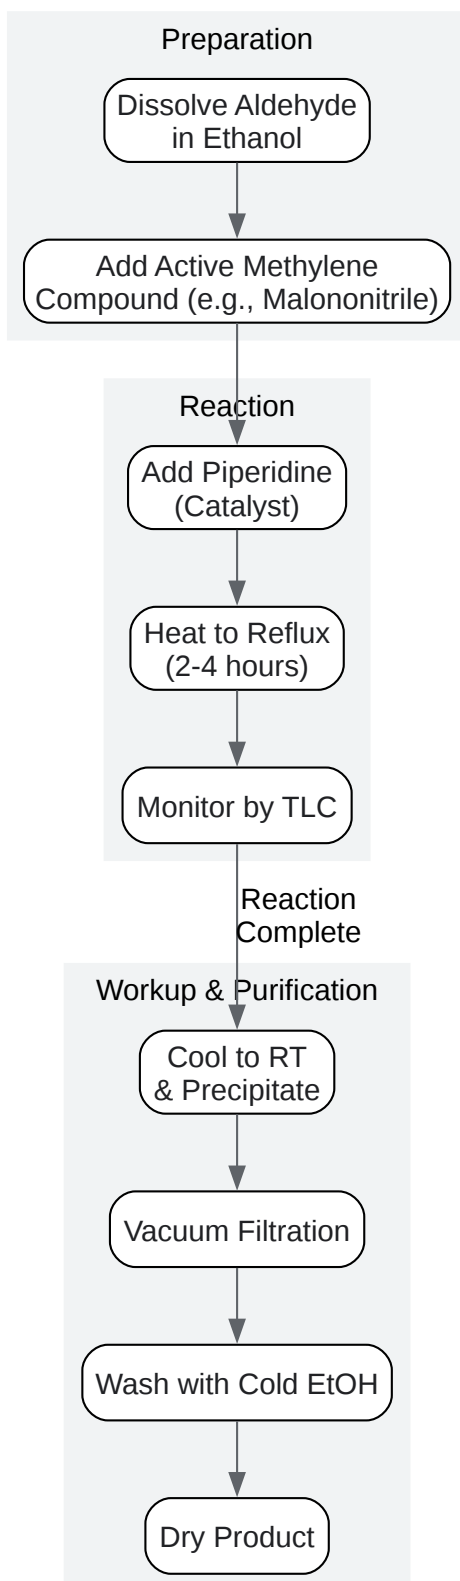 Preparation
Dissolve Aldehyde
in Ethanol
Add Active Methylene
Compound (e.g., Malononitrile)
Reaction
Add Piperidine
(Catalyst)
Heat to Reflux
(2-4 hours)
Monitor by TLC
Reaction
Complete
Workup & Purification
Cool to RT
& Precipitate
Vacuum Filtration
Wash with Cold EtOH
Dry Product